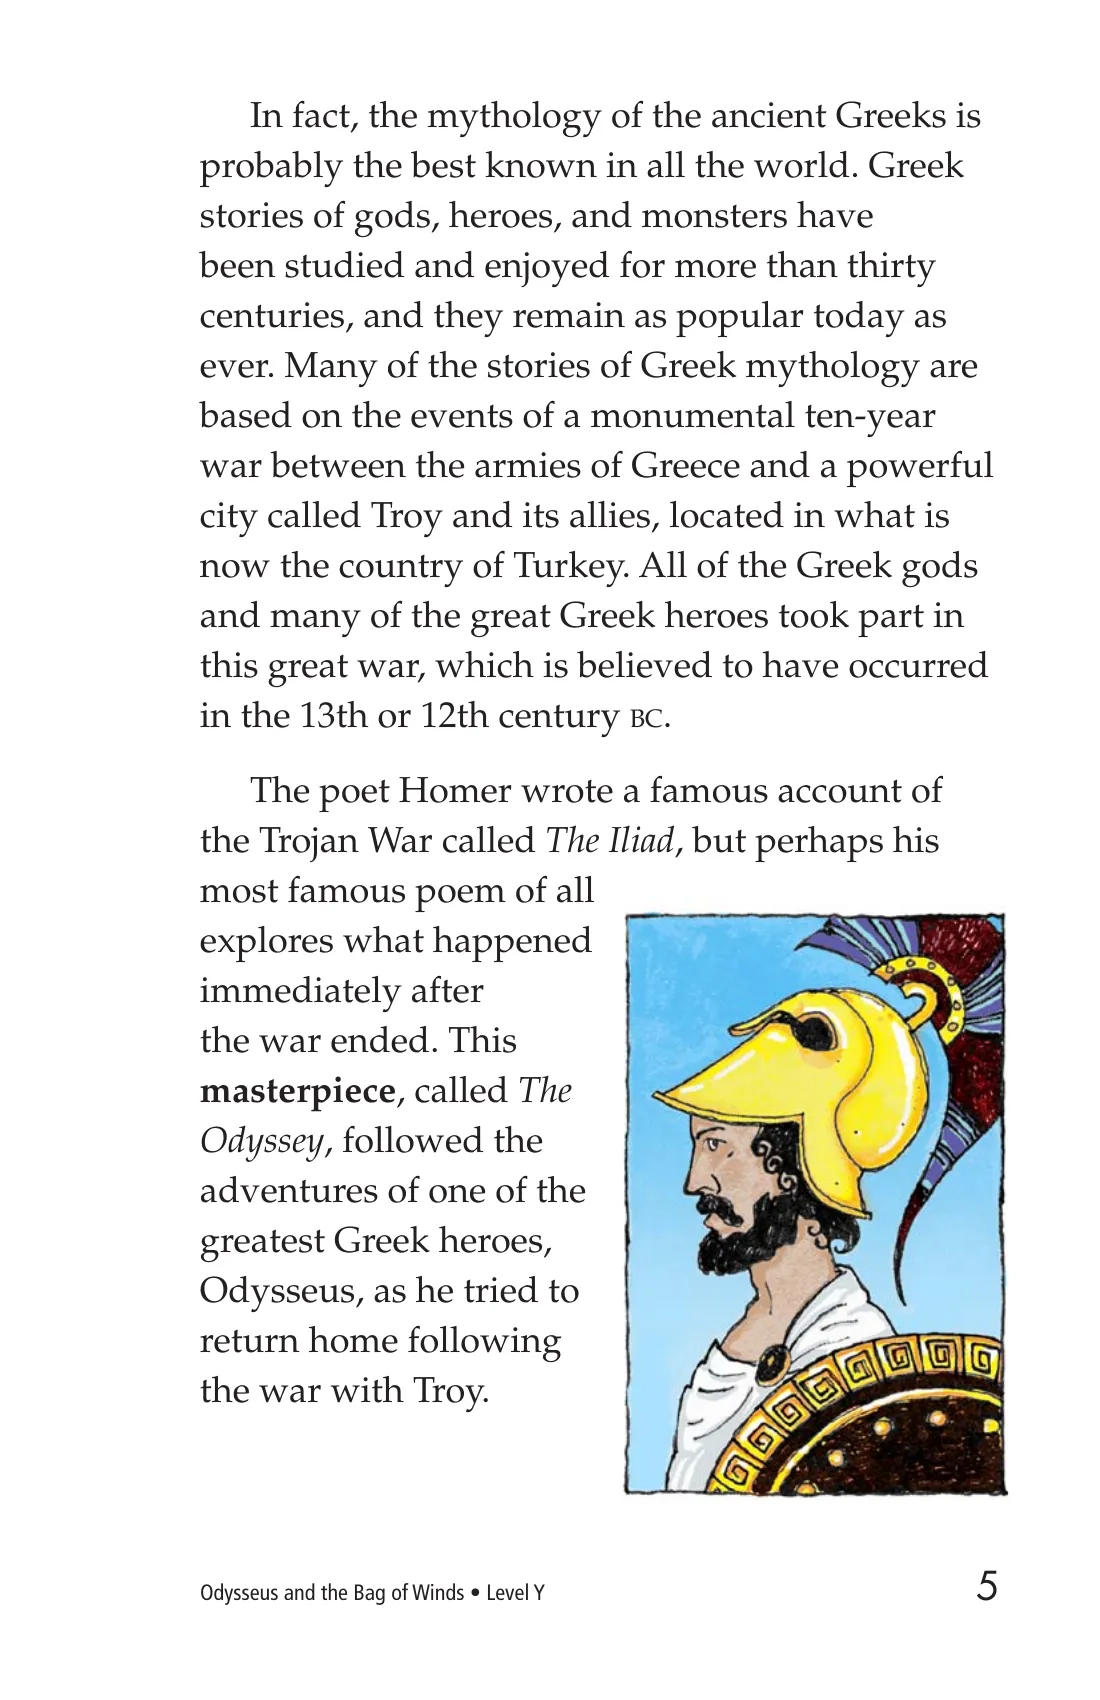 In fact, the mythology of the ancient Greeks is
probably the best known in all the world. Greek
stories of gods, heroes, and monsters have
been studied and enjoyed for more than thirty
centuries, and they remain as popular today as
ever. Many of the stories of Greek mythology are
based on the events of a monumental ten-year
war between the armies of Greece and a powerful
city called Troy and its allies, located in what is
now the country of Turkey. All of the Greek gods
and many of the great Greek heroes took part in
this great war, which is believed to have occurred
in the 13th or 12th century BC.
The poet Homer wrote a famous account of
the Trojan War called The Iliad, but perhaps his
most famous poem of all
explores what happened
immediately after
the war ended. This
masterpiece, called The
Odyssey, followed the
adventures of one of the
greatest Greek heroes,
Odysseus, as he tried to
return home following
the war with Troy.
Odysseus and the Bag of Winds • Level Y
5